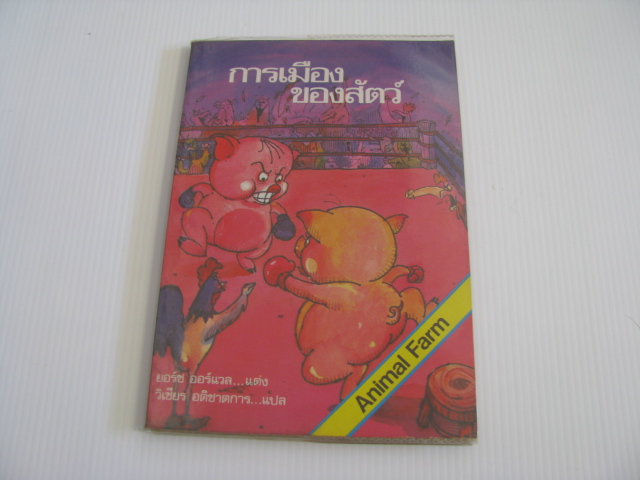 การเมือง
ของสัตว์
ยอร์ช ออร์แวล...แต่ง
วิเชียร อติชาตการ...แปล
Animal Farm